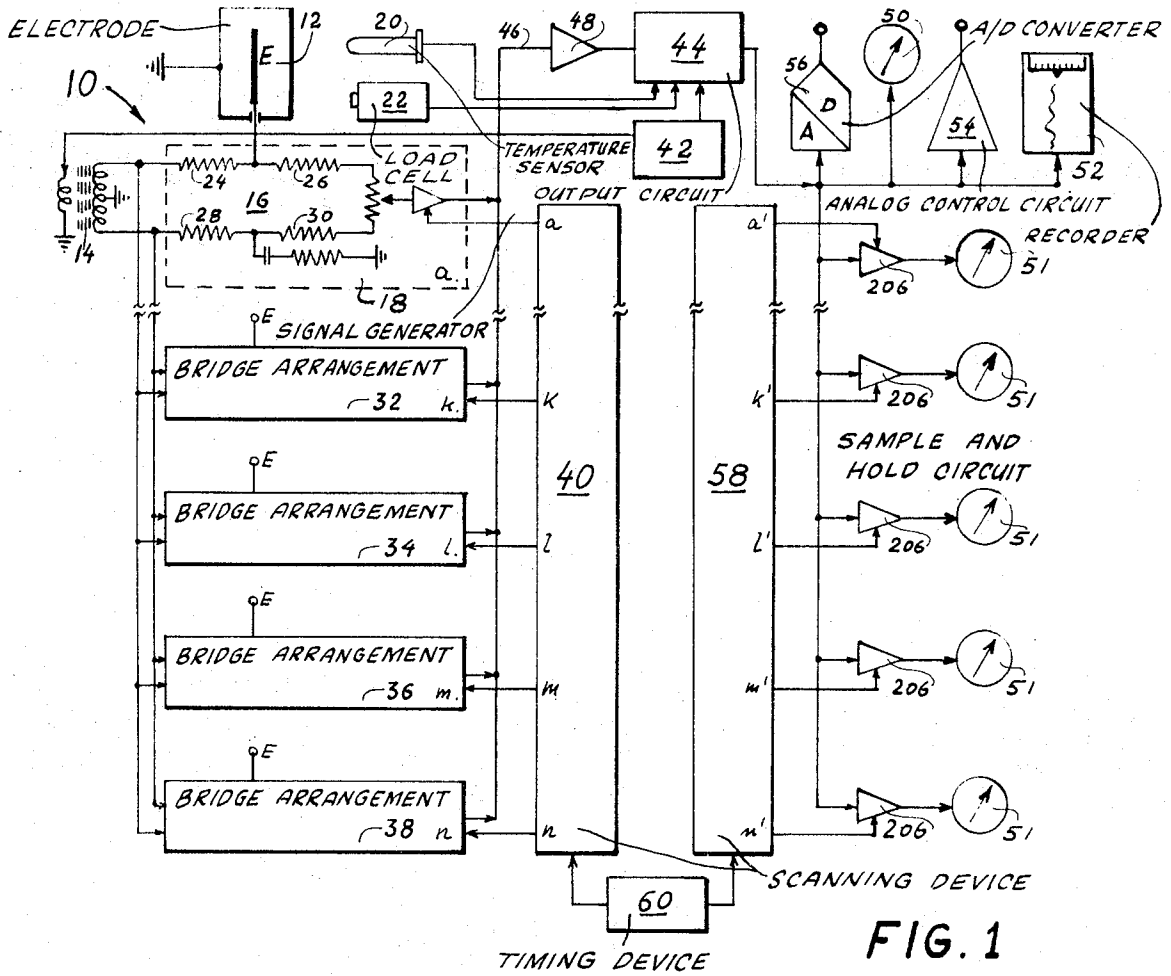 ELECTRODE
E
12
20
46
48
44
50
A/D CONVERTER
56
D
A
54
52
10
22
LOAD CELL
TEMPERATURE SENSOR
42
24
26
16
28
30
14
18
a.
OUTPUT CIRCUIT
ANALOG CONTROL CIRCUIT
RECORDER
SIGNAL GENERATOR
a
a'
206
51
E
BRIDGE ARRANGEMENT
32
k.
k
k'
206
51
40
58
SAMPLE AND
HOLD CIRCUIT
E
BRIDGE ARRANGEMENT
34
l.
l
l'
206
51
E
BRIDGE ARRANGEMENT
36
m.
m
m'
206
51
E
BRIDGE ARRANGEMENT
38
n
n
n'
206
51
SCANNING DEVICE
60
TIMING DEVICE
FIG. 1